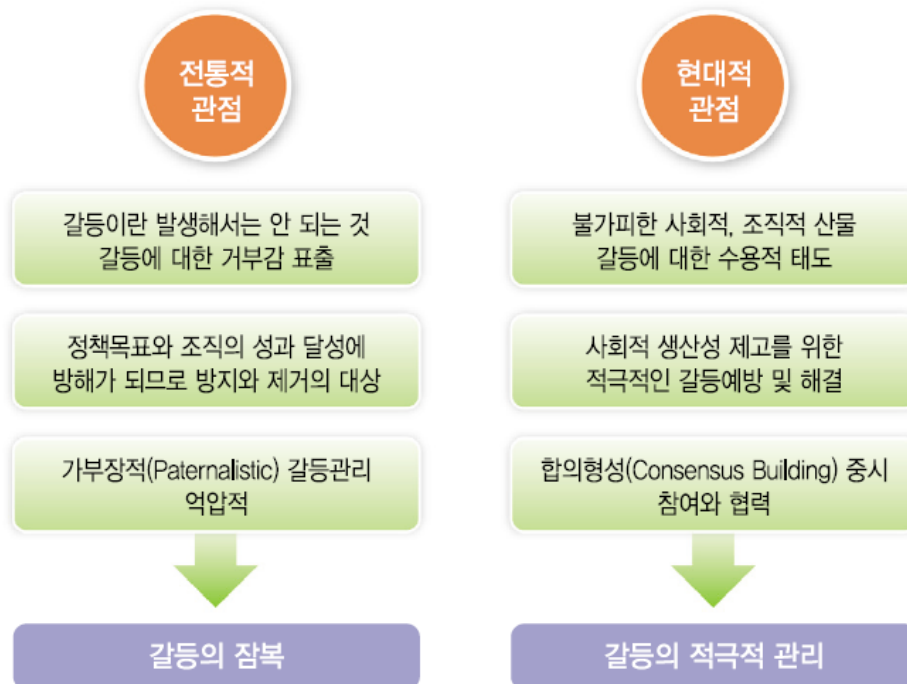 전통적
관점
갈등이란 발생해서는 안 되는 것
갈등에 대한 거부감 표출
정책목표와 조직의 성과 달성에
방해가 되므로 방지와 제거의 대상
가부장적(Paternalistic) 갈등관리
억압적
갈등의 잠복
현대적
관점
불가피한 사회적, 조직적 산물
갈등에 대한 수용적 태도
사회적 생산성 제고를 위한
적극적인 갈등예방 및 해결
합의형성(Consensus Building) 중시
참여와 협력
갈등의 적극적 관리